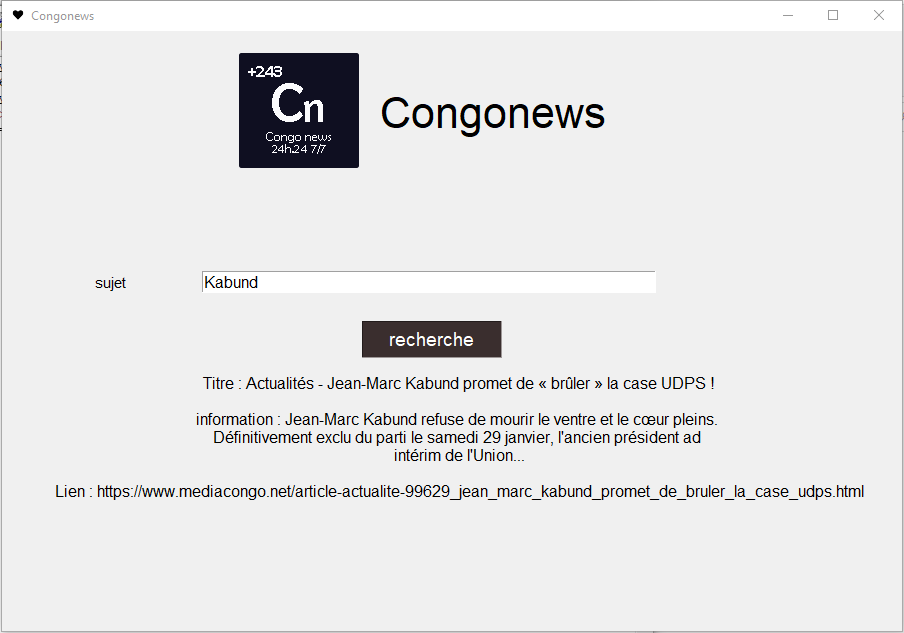 Congonews
+243
Cn
Congo news
24h.24 7/7
Congonews
sujet
Kabund
recherche
Titre : Actualités - Jean-Marc Kabund promet de « brûler » la case UDPS !
information : Jean-Marc Kabund refuse de mourir le ventre et le cœur pleins.
Définitivement exclu du parti le samedi 29 janvier, l'ancien président ad
intérim de l'Union...
Lien : https://www.mediacongo.net/article-actualite-99629_jean_marc_kabund_promet_de_bruler_la_case_udps.html